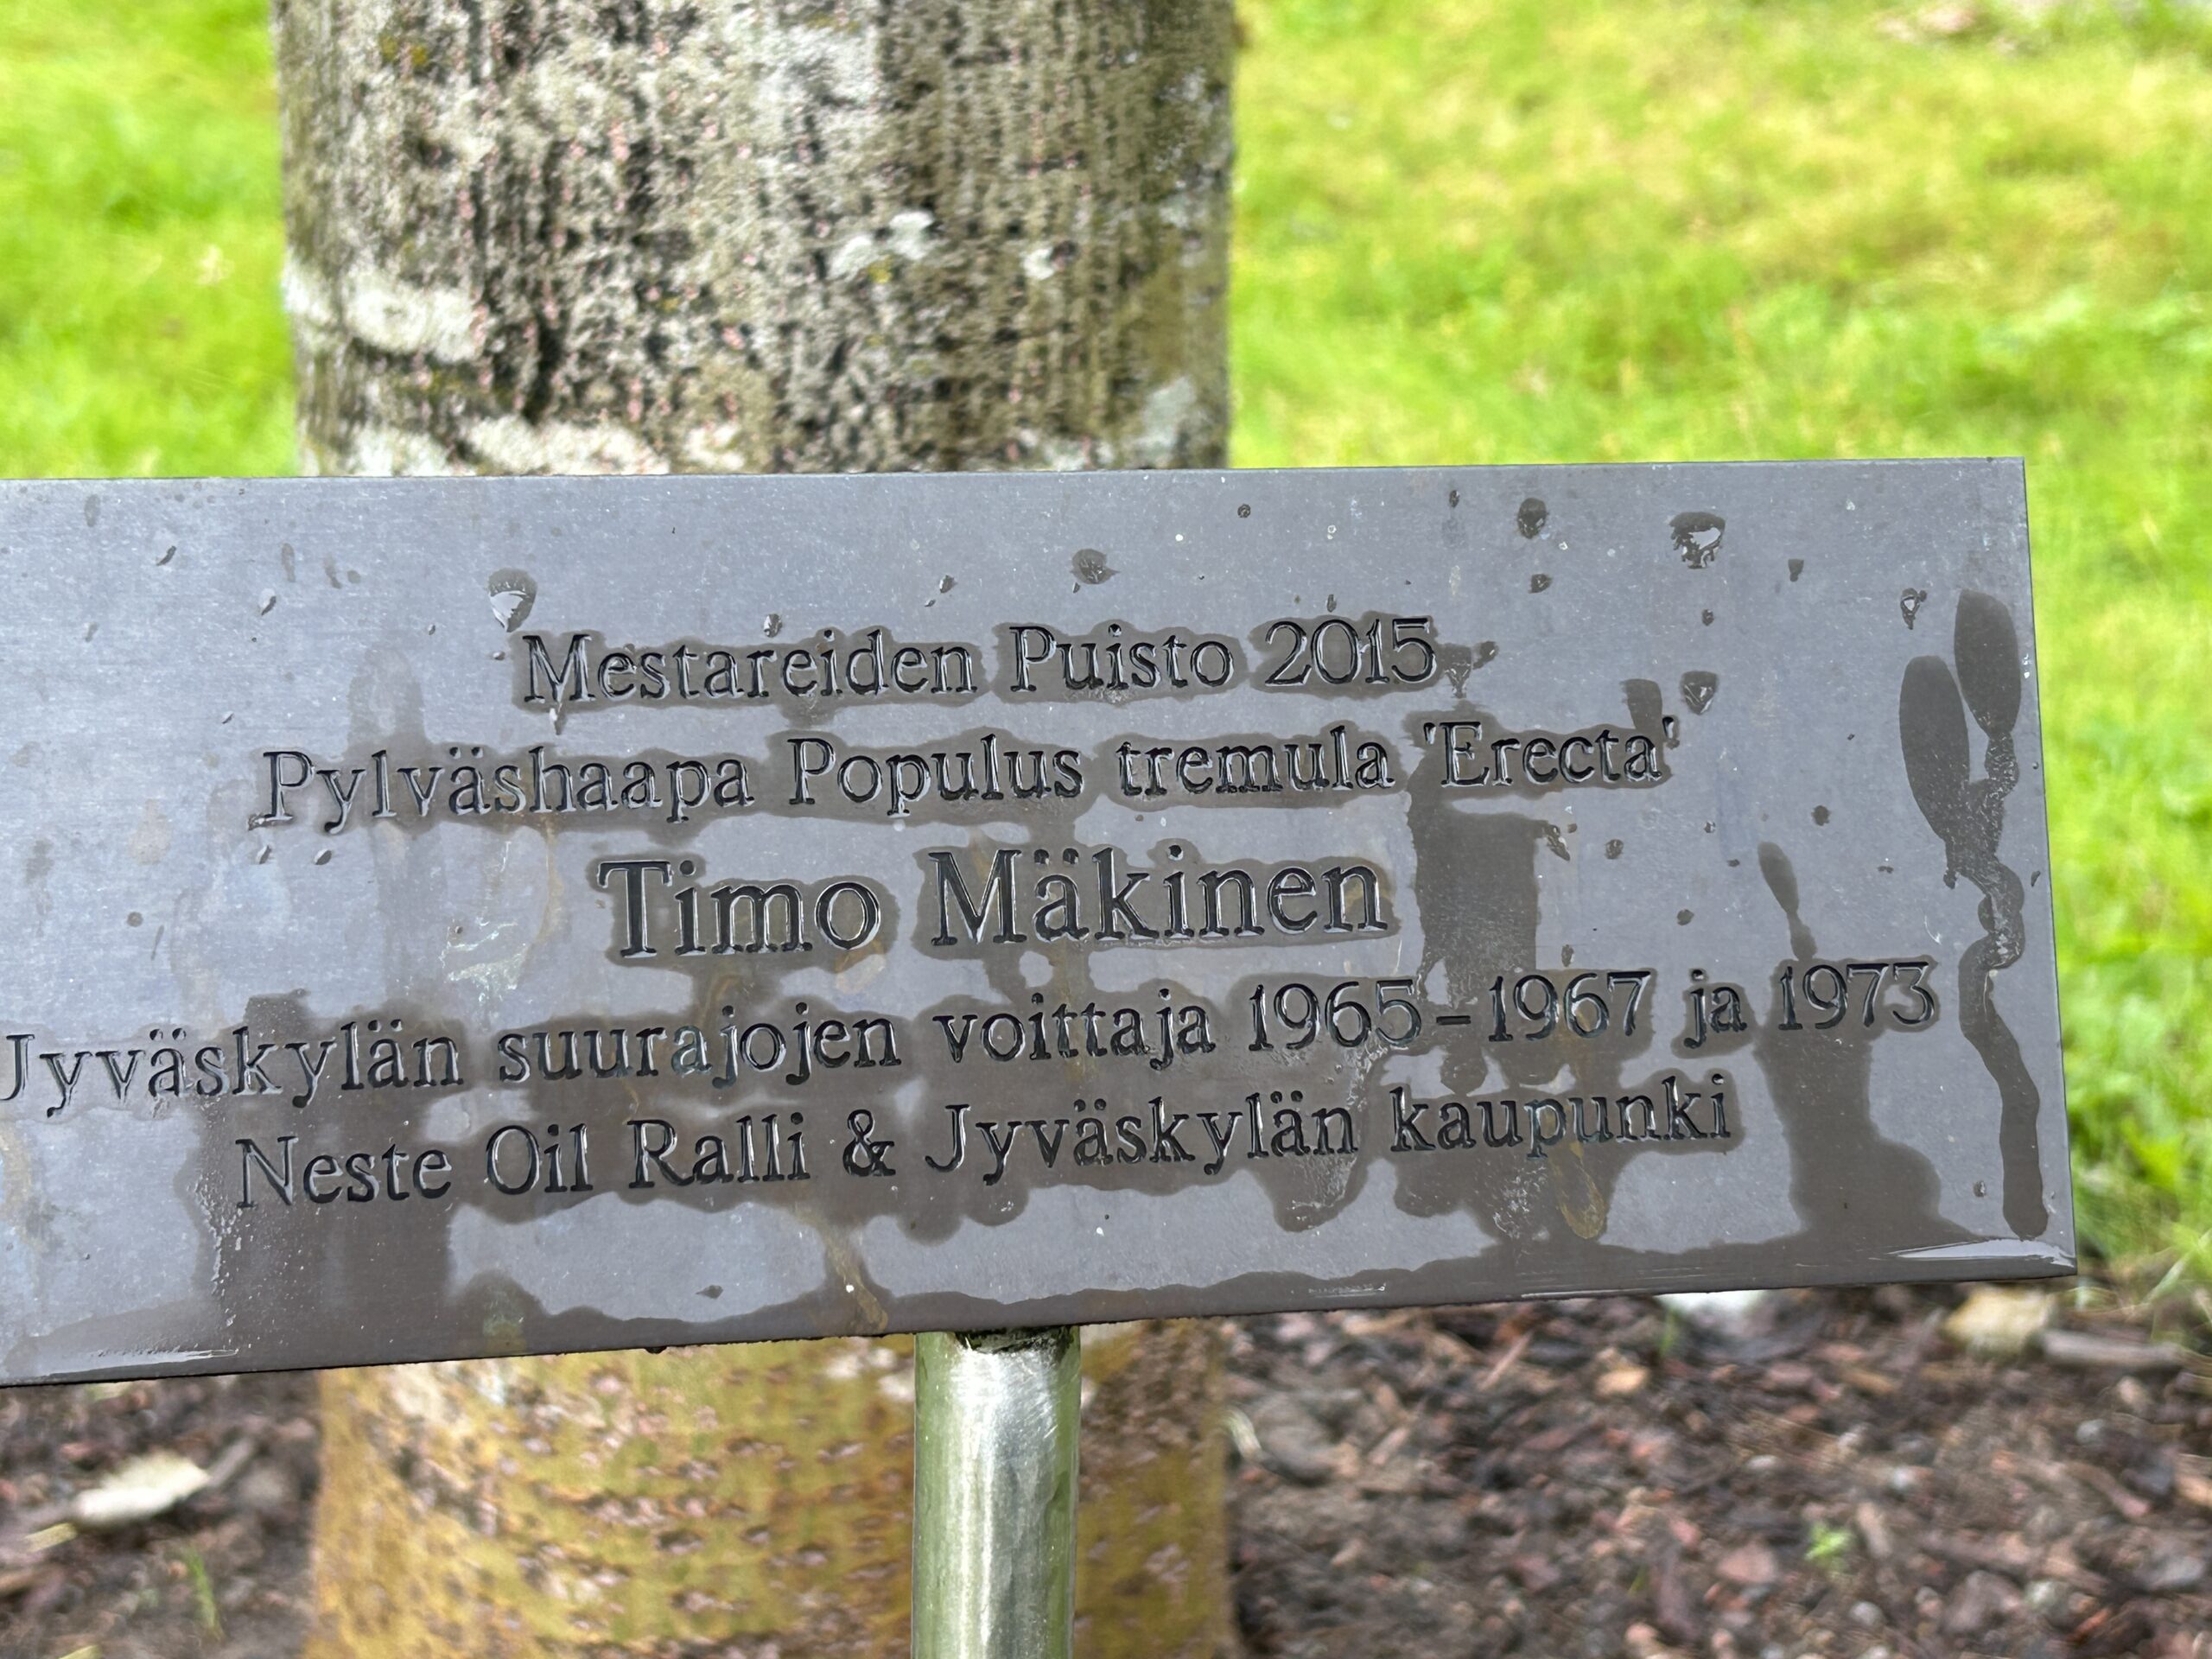 Mestareiden Puisto 2015
Pylväshaapa Populus tremula 'Erecta'
Timo Mäkinen
Jyväskylän suurajojen voittaja 1965-1967 ja 1973
Neste Oil Ralli & Jyväskylän kaupunki